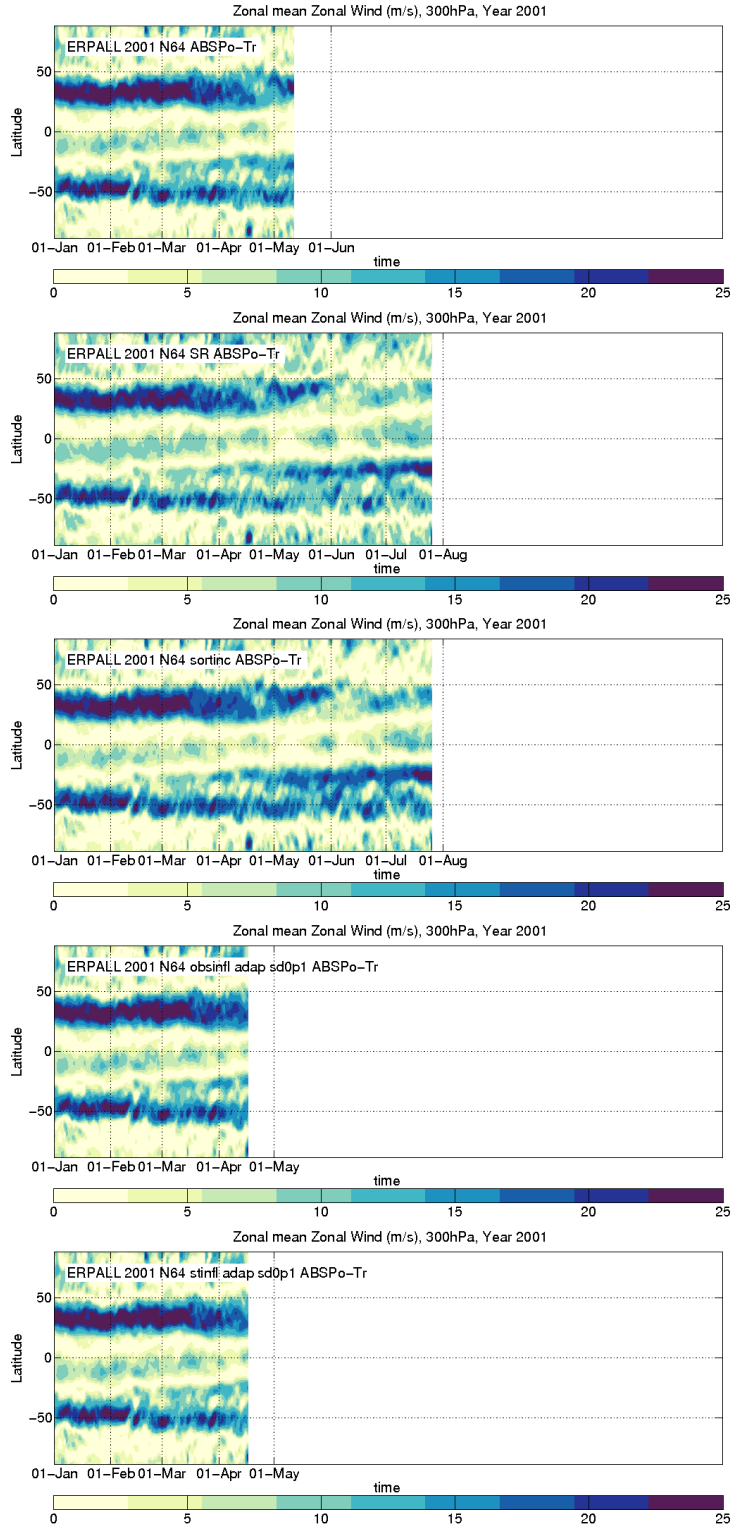 Zonal mean Zonal Wind (m/s), 300hPa, Year 2001
ERPALL 2001 N64 ABSPo-Tr
50
0
-50
Latitude
01-Jan 01-Feb 01-Mar 01-Apr 01-May 01-Jun
time
0 5 10 15 20 25
Zonal mean Zonal Wind (m/s), 300hPa, Year 2001
ERPALL 2001 N64 SR ABSPo-Tr
50
0
-50
Latitude
01-Jan 01-Feb 01-Mar 01-Apr 01-May 01-Jun 01-Jul 01-Aug
time
0 5 10 15 20 25
Zonal mean Zonal Wind (m/s), 300hPa, Year 2001
ERPALL 2001 N64 sortinc ABSPo-Tr
50
0
-50
Latitude
01-Jan 01-Feb 01-Mar 01-Apr 01-May 01-Jun 01-Jul 01-Aug
time
0 5 10 15 20 25
Zonal mean Zonal Wind (m/s), 300hPa, Year 2001
ERPALL 2001 N64 obsinfl adap sd0p1 ABSPo-Tr
50
0
-50
Latitude
01-Jan 01-Feb 01-Mar 01-Apr 01-May
time
0 5 10 15 20 25
Zonal mean Zonal Wind (m/s), 300hPa, Year 2001
ERPALL 2001 N64 stinfl adap sd0p1 ABSPo-Tr
50
0
-50
Latitude
01-Jan 01-Feb 01-Mar 01-Apr 01-May
time
0 5 10 15 20 25